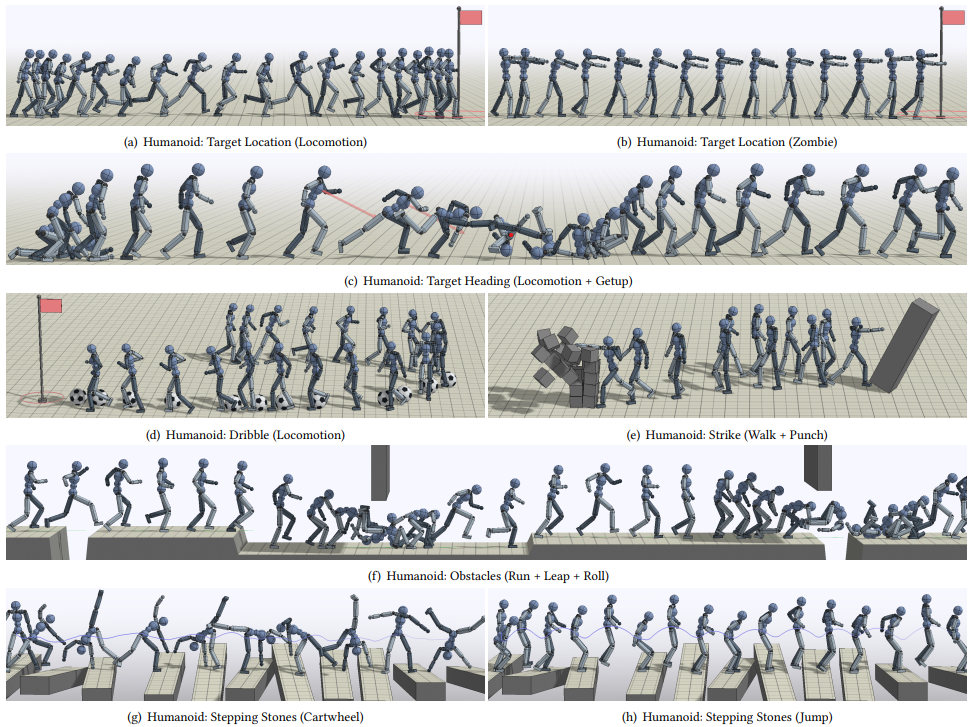 (a) Humanoid: Target Location (Locomotion)
(b) Humanoid: Target Location (Zombie)
(c) Humanoid: Target Heading (Locomotion + Getup)
(d) Humanoid: Dribble (Locomotion)
(e) Humanoid: Strike (Walk + Punch)
(f) Humanoid: Obstacles (Run + Leap + Roll)
(g) Humanoid: Stepping Stones (Cartwheel)
(h) Humanoid: Stepping Stones (Jump)